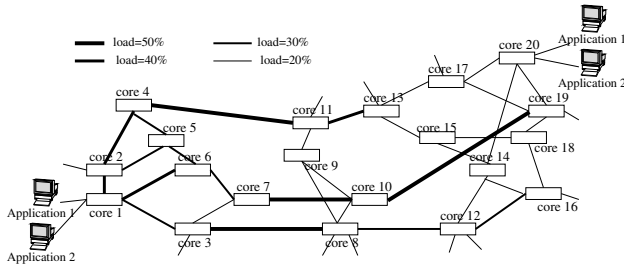 Application 1
core 20
load=50%
load=30%
load=40%
load=20%
core 17
Application 2
core 4
core 11
core 13
core 19
core 5
core 15
core 18
core 2
core 6
core 9
core 14
core 7
core 10
core 16
Application 1
core 1
core 3
core 8
core 12
Application 2